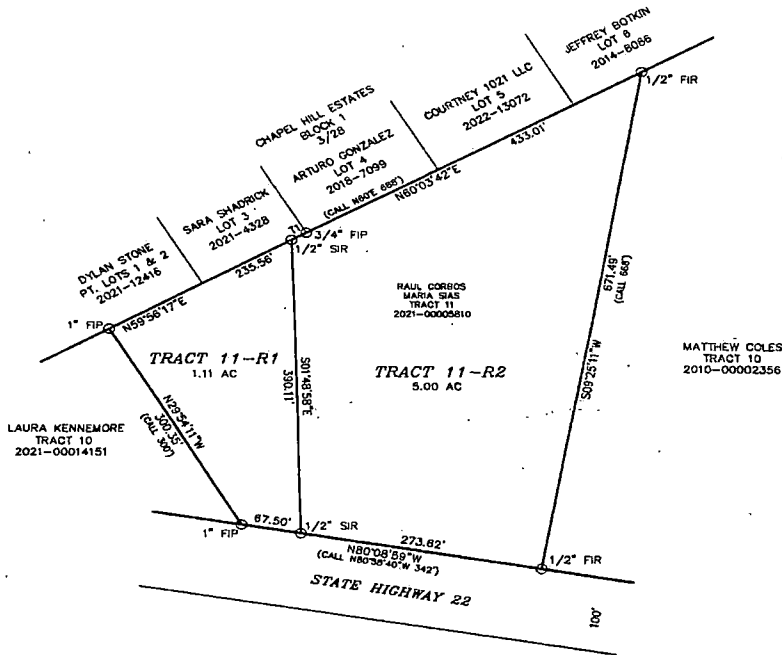 JEFFREY BOTKIN
LOT 6
2014-8086
1/2" FIR
COURTNEY 1021 LLC
LOT 5
2022-13072
433.01'
N60°03'42"E
(CALL N60°E 668')
CHAPEL HILL ESTATES
BLOCK 1
3/28
ARTURO GONZALEZ
LOT 4
2018-7099
SARA SHADRICK
LOT 3
2021-4328
T1
3/4" FIP
1/2" SIR
DYLAN STONE
PT. LOTS 1 & 2
2021-12416
235.56'
N59°56'17"E
1" FIP
RAUL COBBOS
MARIA SIAS
TRACT 11
2021-00005810
671.49'
(CALL 668')
S09°25'11"W
MATTHEW COLES
TRACT 10
2010-00002356
TRACT 11-R1
1.11 AC
S01°48'58"E
390.11'
TRACT 11-R2
5.00 AC
LAURA KENNEMORE
TRACT 10
2021-00014151
N29°54'11"W
300.35'
(CALL 300')
1" FIP
67.50'
1/2" SIR
273.62'
1/2" FIR
N80°08'59"W
(CALL N80°58'40"W 342')
STATE HIGHWAY 22
100'